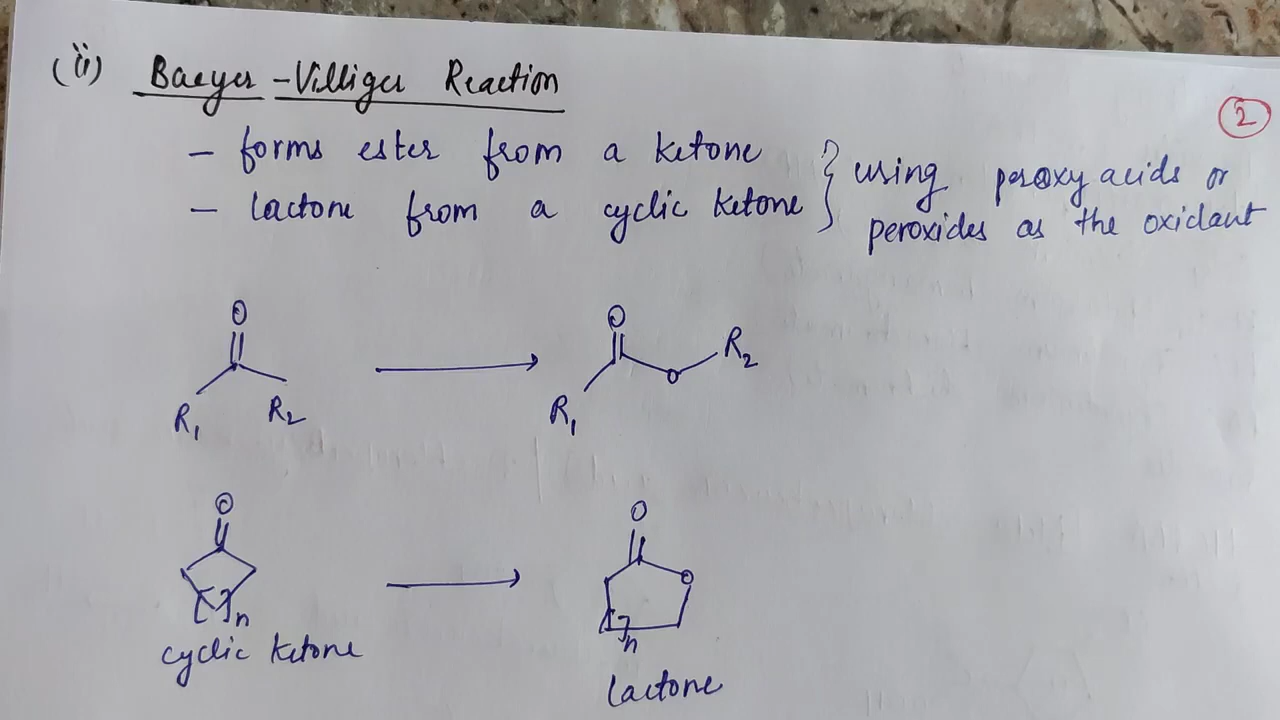 (ii) Baeyer-Villiger Reaction
2
- forms ester from a ketone } using peroxy acids or
- lactone from a cyclic ketone } peroxides as the oxidant
O O
R₂
O
R₁ R₂ R₁
O O
O
[ ]n [ ]n
cyclic ketone
lactone